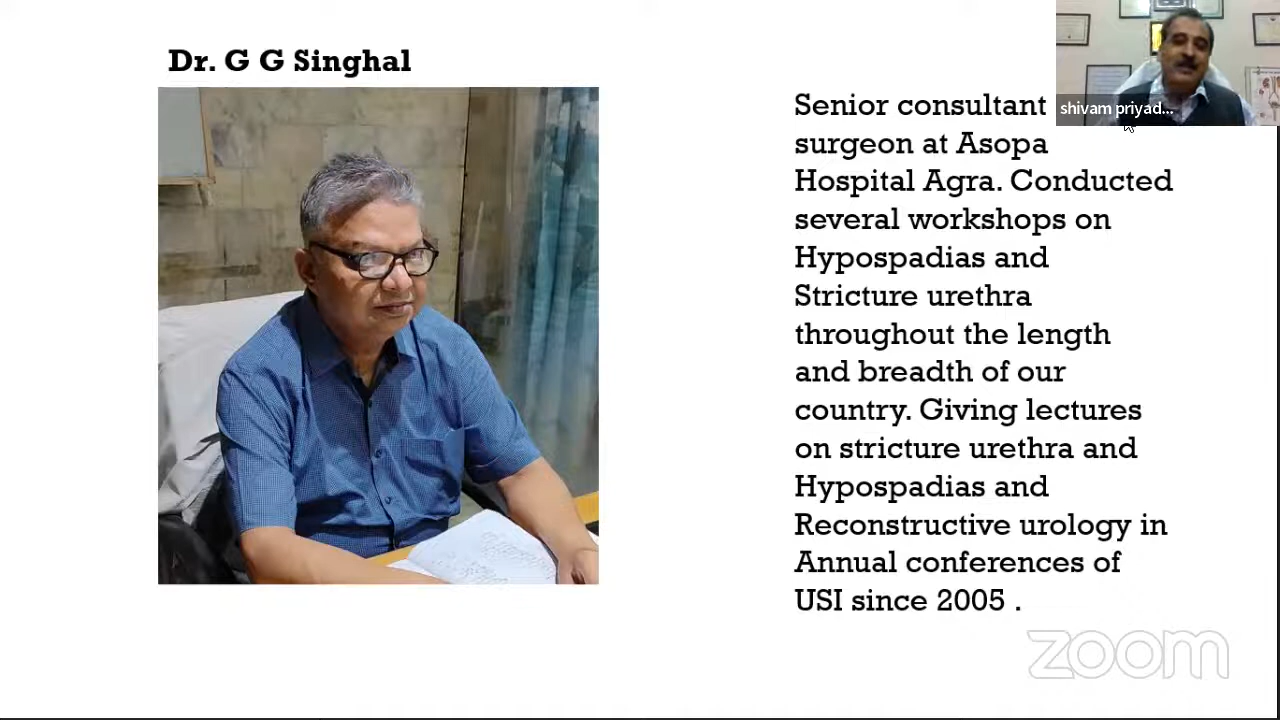 Dr. G G Singhal
shivam priyad...
Senior consultant
surgeon at Asopa
Hospital Agra. Conducted
several workshops on
Hypospadias and
Stricture urethra
throughout the length
and breadth of our
country. Giving lectures
on stricture urethra and
Hypospadias and
Reconstructive urology in
Annual conferences of
USI since 2005 .
zoom